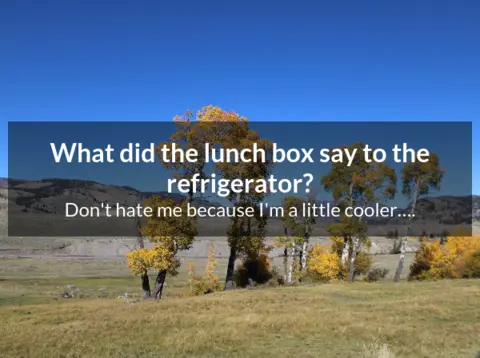 What did the lunch box say to the
refrigerator?
Don't hate me because I'm a little cooler....